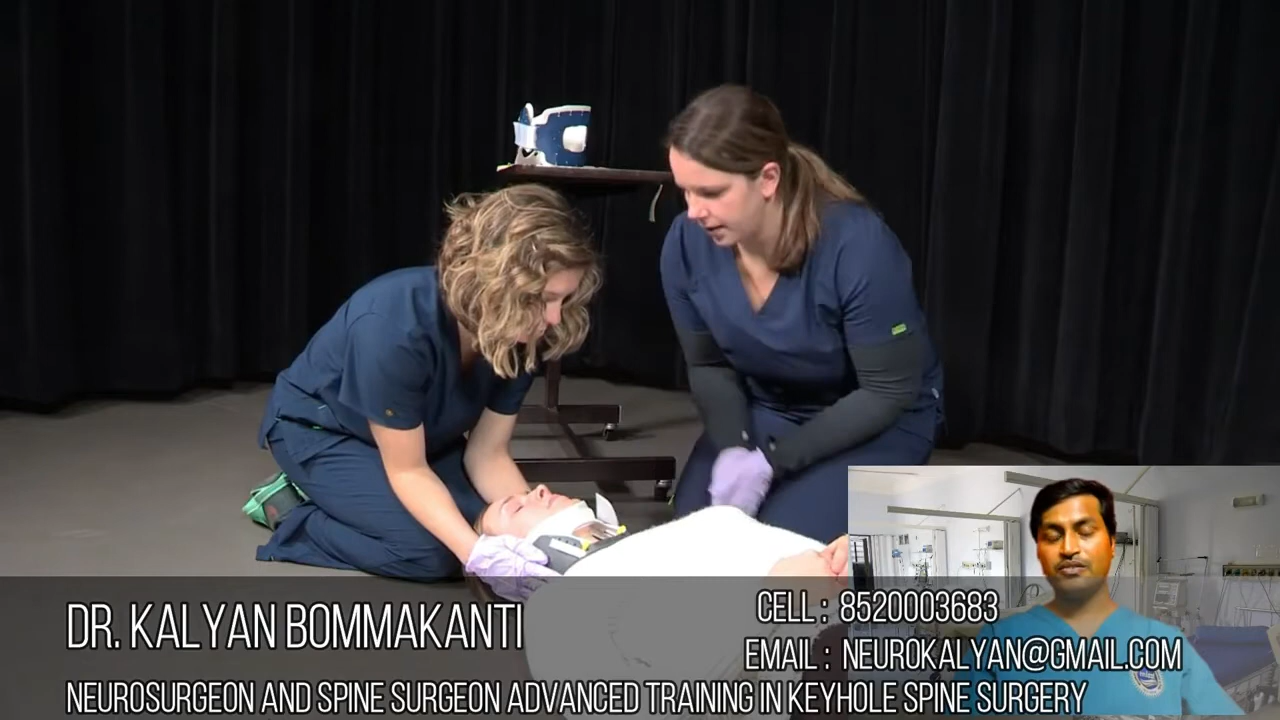 DR. KALYAN BOMMAKANTI
CELL : 8520003683
EMAIL : NEUROKALYAN@GMAIL.COM
NEUROSURGEON AND SPINE SURGEON ADVANCED TRAINING IN KEYHOLE SPINE SURGERY